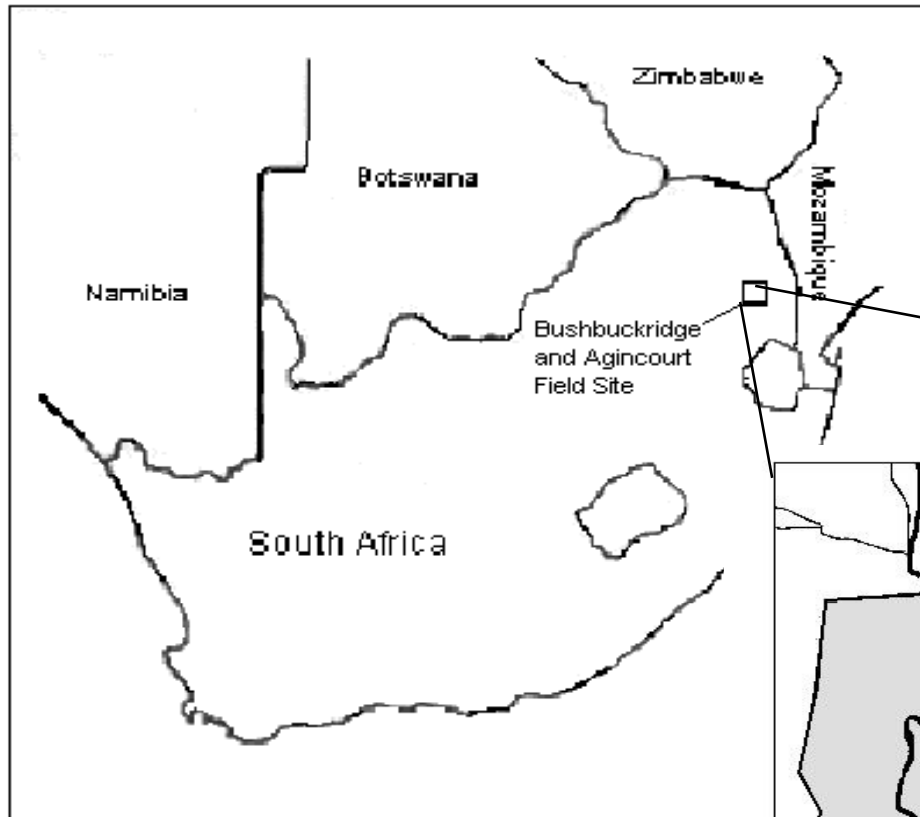 Zimbabwe
Botswana
Mozambique
Namibia
Bushbuckridge
and Agincourt
Field Site
South Africa